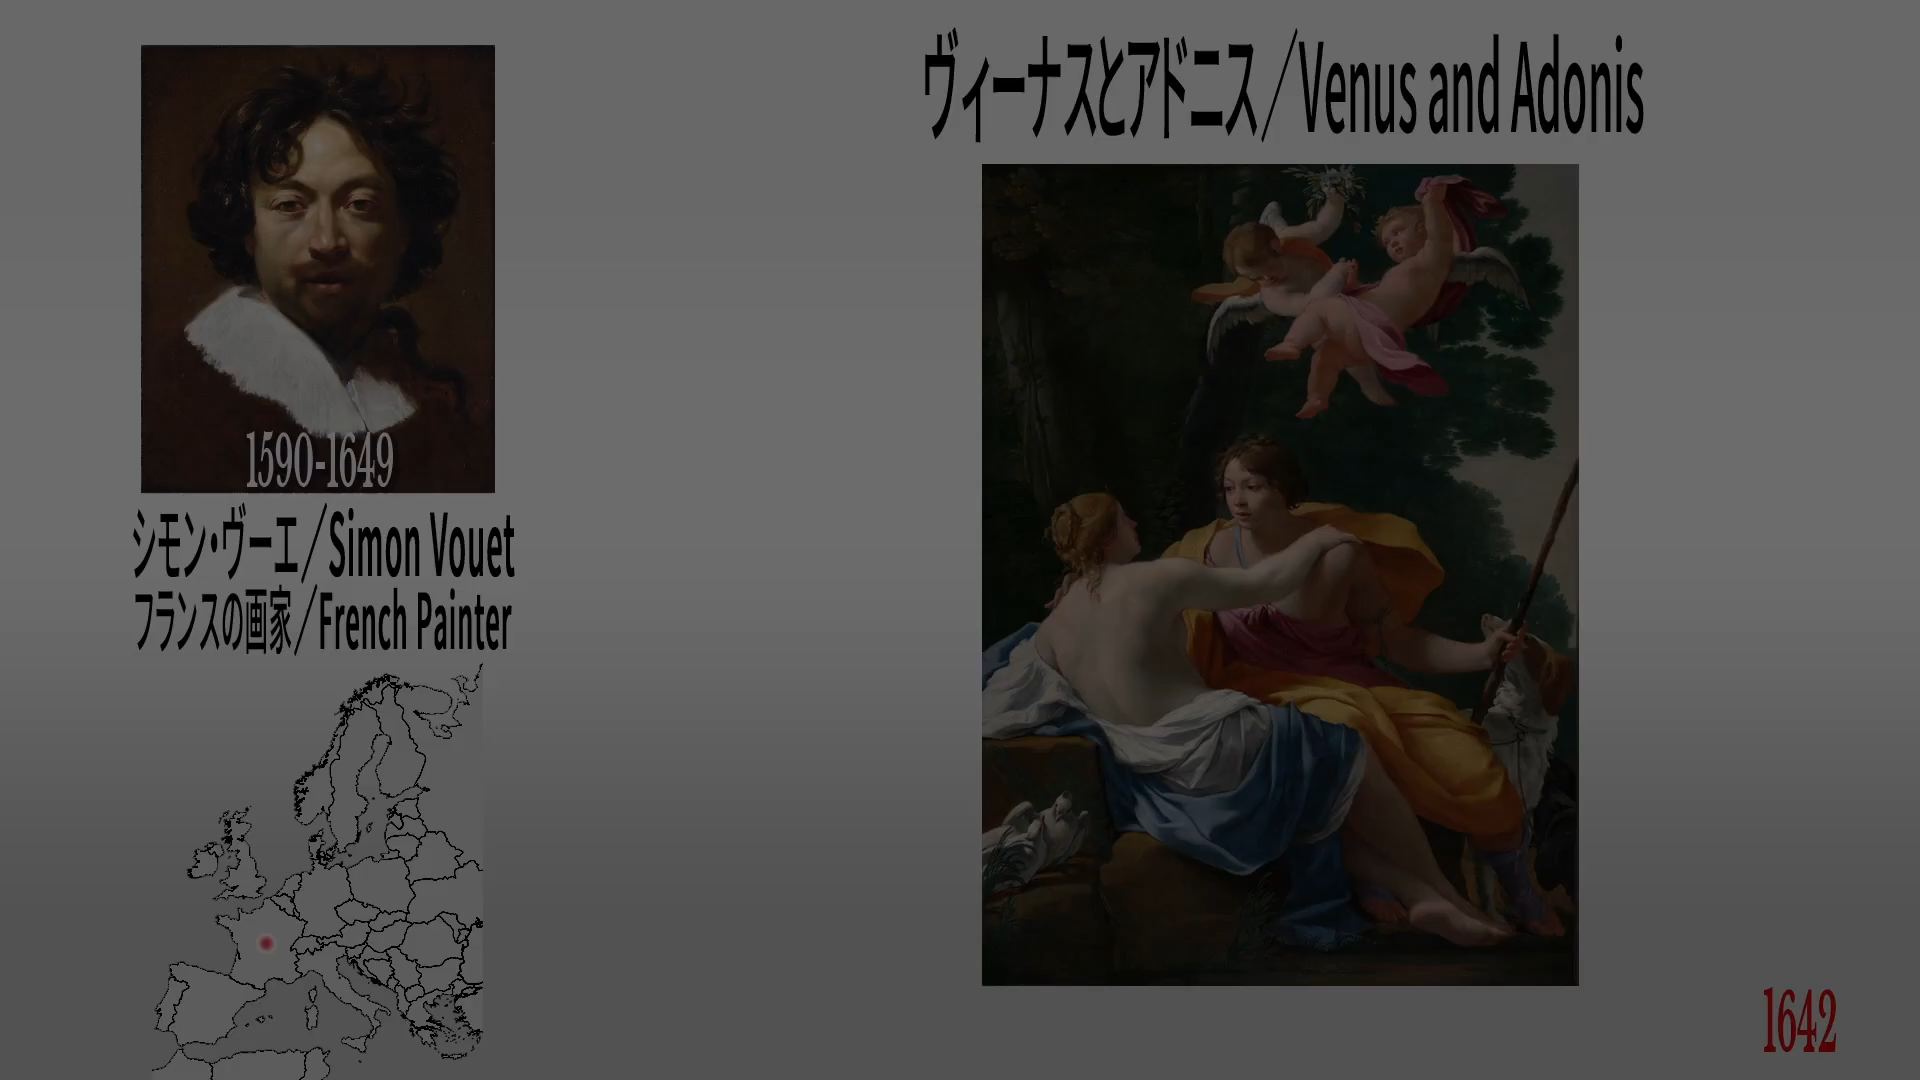 ヴィーナスとアドニス／Venus and Adonis
1590-1649
シモン・ヴーエ／Simon Vouet
フランスの画家／French Painter
1642